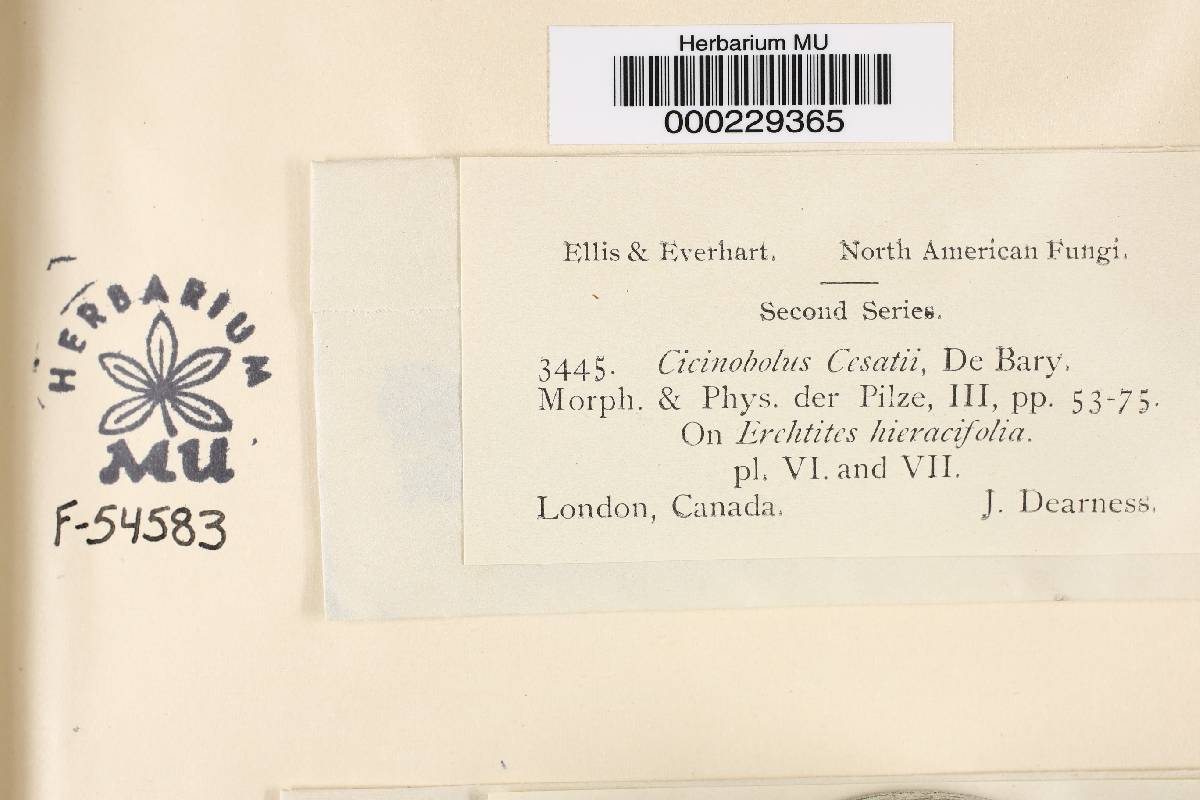 Herbarium MU
000229365
Ellis & Everhart. North American Fungi.
Second Series.
3445. Cicinobolus Cesatii, De Bary.
Morph. & Phys. der Pilze, III, pp. 53-75.
On Erehtites hieracifolia.
pl. VI. and VII.
London, Canada. J. Dearness.
HERBARIUM
MU
F-54583